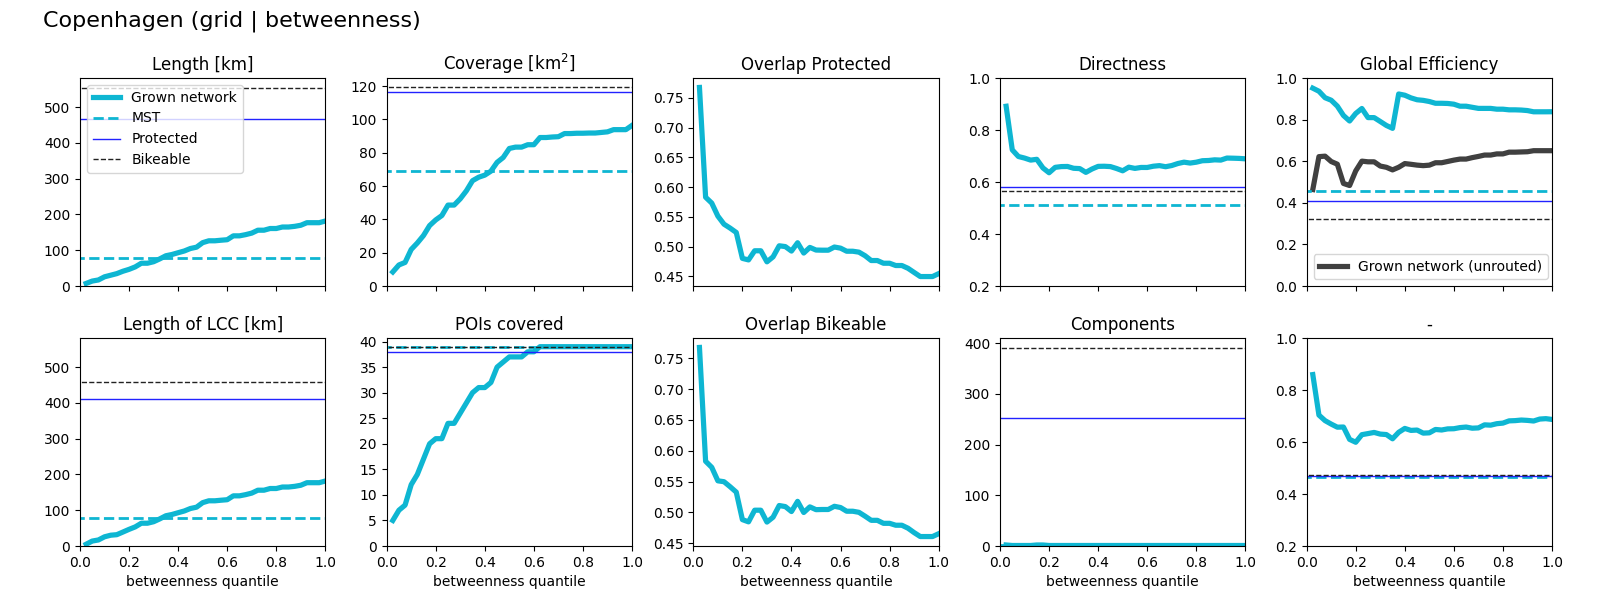 Copenhagen (grid | betweenness)
Length [km]
500
400
300
200
100
0
Grown network
MST
Protected
Bikeable
Coverage [km²]
120
100
80
60
40
20
0
Overlap Protected
0.75
0.70
0.65
0.60
0.55
0.50
0.45
Directness
1.0
0.8
0.6
0.4
0.2
Global Efficiency
1.0
0.8
0.6
0.4
0.2
0.0
Grown network (unrouted)
Length of LCC [km]
500
400
300
200
100
0
0.0 0.2 0.4 0.6 0.8 1.0
betweenness quantile
POIs covered
40
35
30
25
20
15
10
5
0
0.0 0.2 0.4 0.6 0.8 1.0
betweenness quantile
Overlap Bikeable
0.75
0.70
0.65
0.60
0.55
0.50
0.45
0.0 0.2 0.4 0.6 0.8 1.0
betweenness quantile
Components
400
300
200
100
0
0.0 0.2 0.4 0.6 0.8 1.0
betweenness quantile
-
1.0
0.8
0.6
0.4
0.2
0.0 0.2 0.4 0.6 0.8 1.0
betweenness quantile